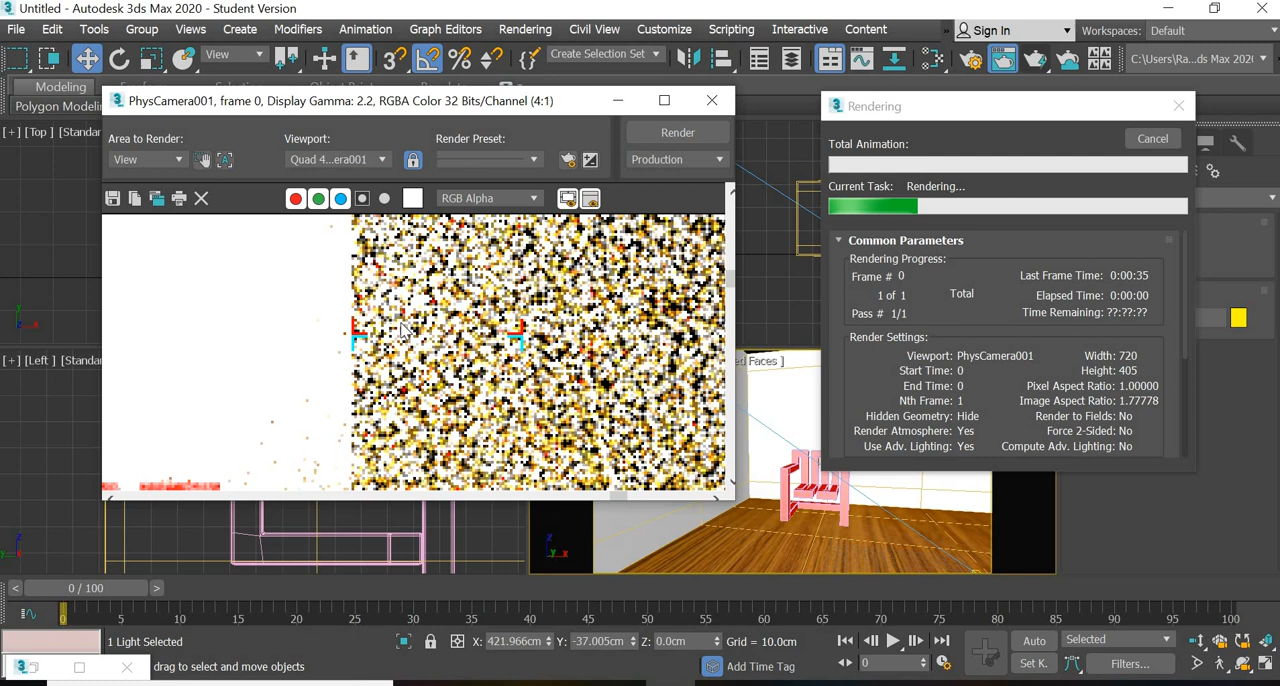 Untitled - Autodesk 3ds Max 2020 - Student Version
File Edit Tools Group Views Create Modifiers Animation Graph Editors Rendering Civil View Customize Scripting Interactive Content » Sign In Workspaces: Default
View Create Selection Set C:\Users\Ra...ds Max 202(
Modeling
Polygon Modelin
PhysCamera001, frame 0, Display Gamma: 2.2, RGBA Color 32 Bits/Channel (4:1)
Area to Render: Viewport: Render Preset: Render
View Quad 4...era001 Production
RGB Alpha
Rendering
Total Animation: Cancel
Current Task: Rendering...
Common Parameters
Rendering Progress:
Frame # 0 Last Frame Time: 0:00:35
1 of 1 Total Elapsed Time: 0:00:00
Pass # 1/1 Time Remaining: ??:??:??
Render Settings:
Viewport: PhysCamera001 Width: 720
Start Time: 0 Height: 405
End Time: 0 Pixel Aspect Ratio: 1.00000
Nth Frame: 1 Image Aspect Ratio: 1.77778
Hidden Geometry: Hide Render to Fields: No
Render Atmosphere: Yes Force 2-Sided: No
Use Adv. Lighting: Yes Compute Adv. Lighting: No
[+] [Top] [Standar
[+] [Left] [Standa
ed Faces ]
y x
z y
z y x
< 0 / 100 >
0 5 10 15 20 25 30 35 40 45 50 55 60 65 70 75 80 85 90 95 100
1 Light Selected X: 421.966cm Y: -37.005cm Z: 0.0cm Grid = 10.0cm Auto Selected
drag to select and move objects Add Time Tag 0 Set K. Filters...